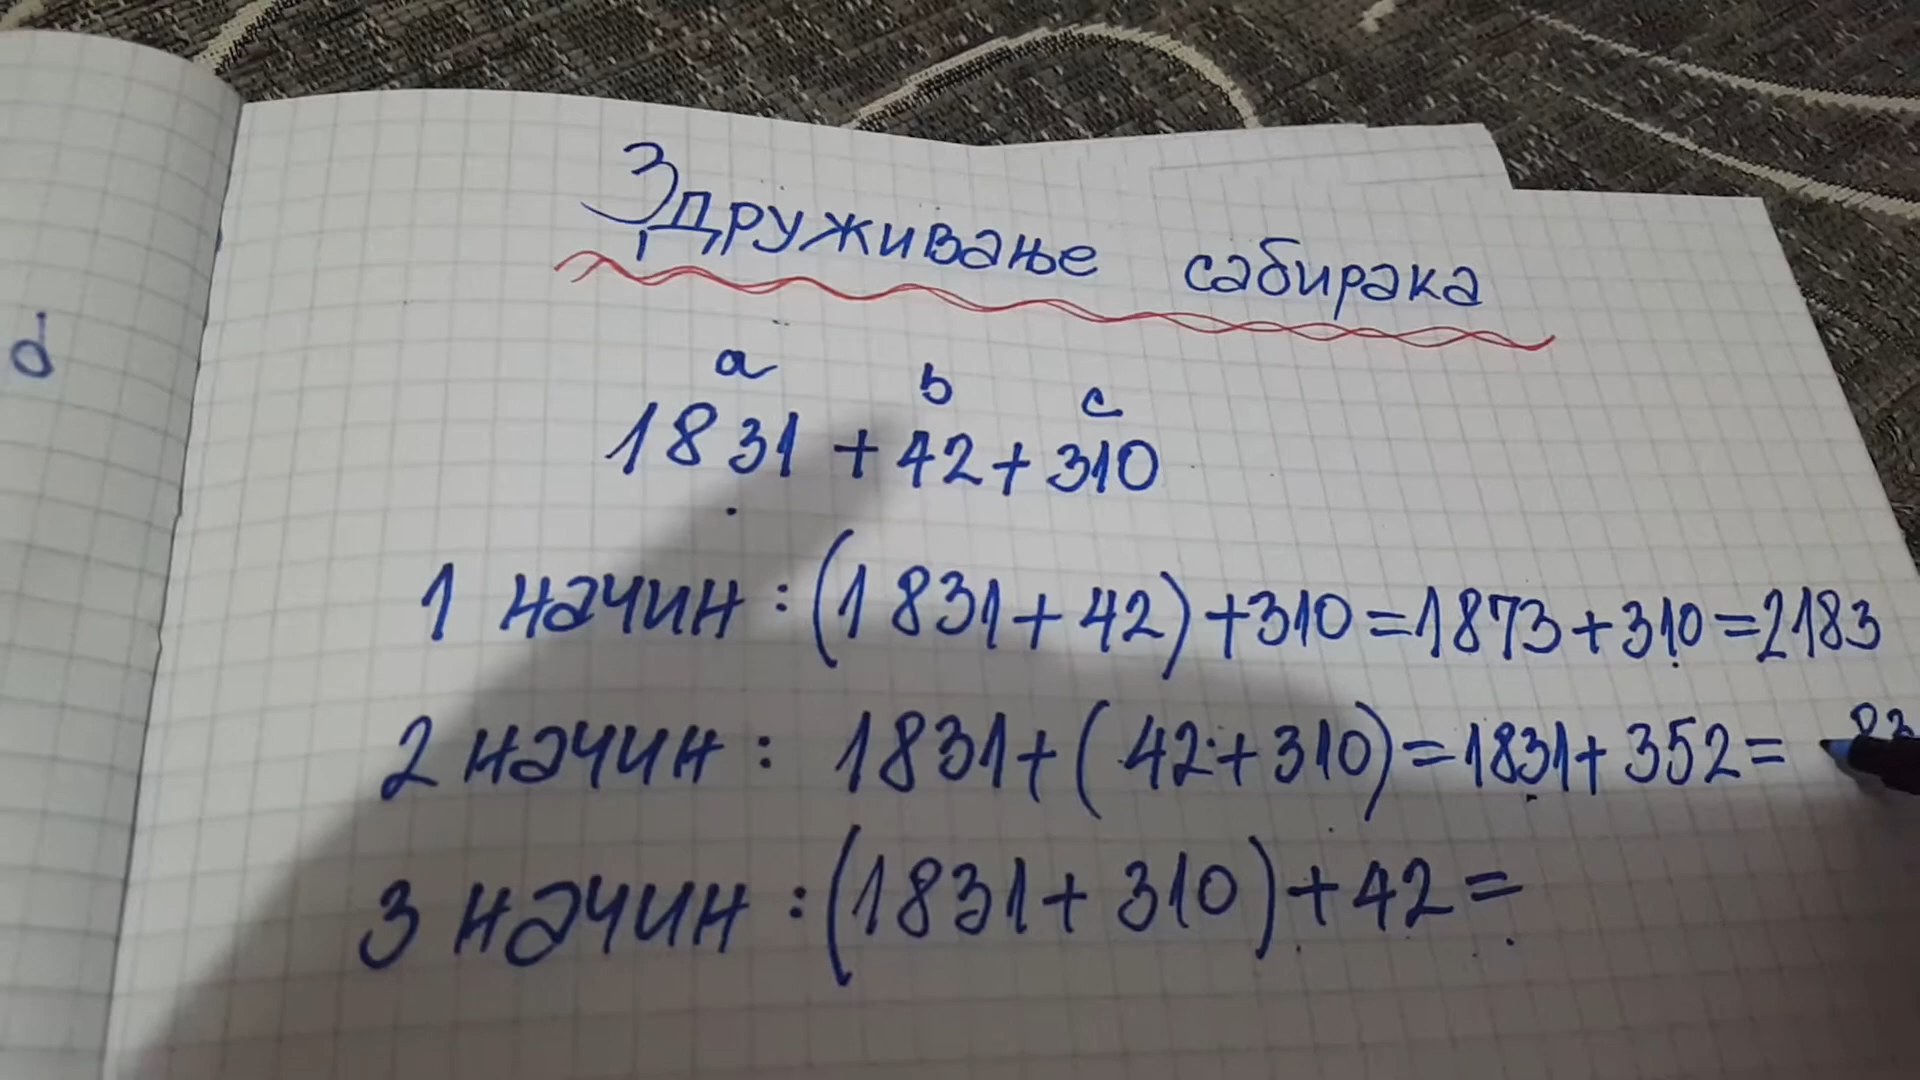 Здруживање сабирака
a b c
1831 + 42 + 310
1 начин : (1831 + 42) + 310 = 1873 + 310 = 2183
2 начин : 1831 + (42 + 310) = 1831 + 352 =
3 начин : (1831 + 310) + 42 =